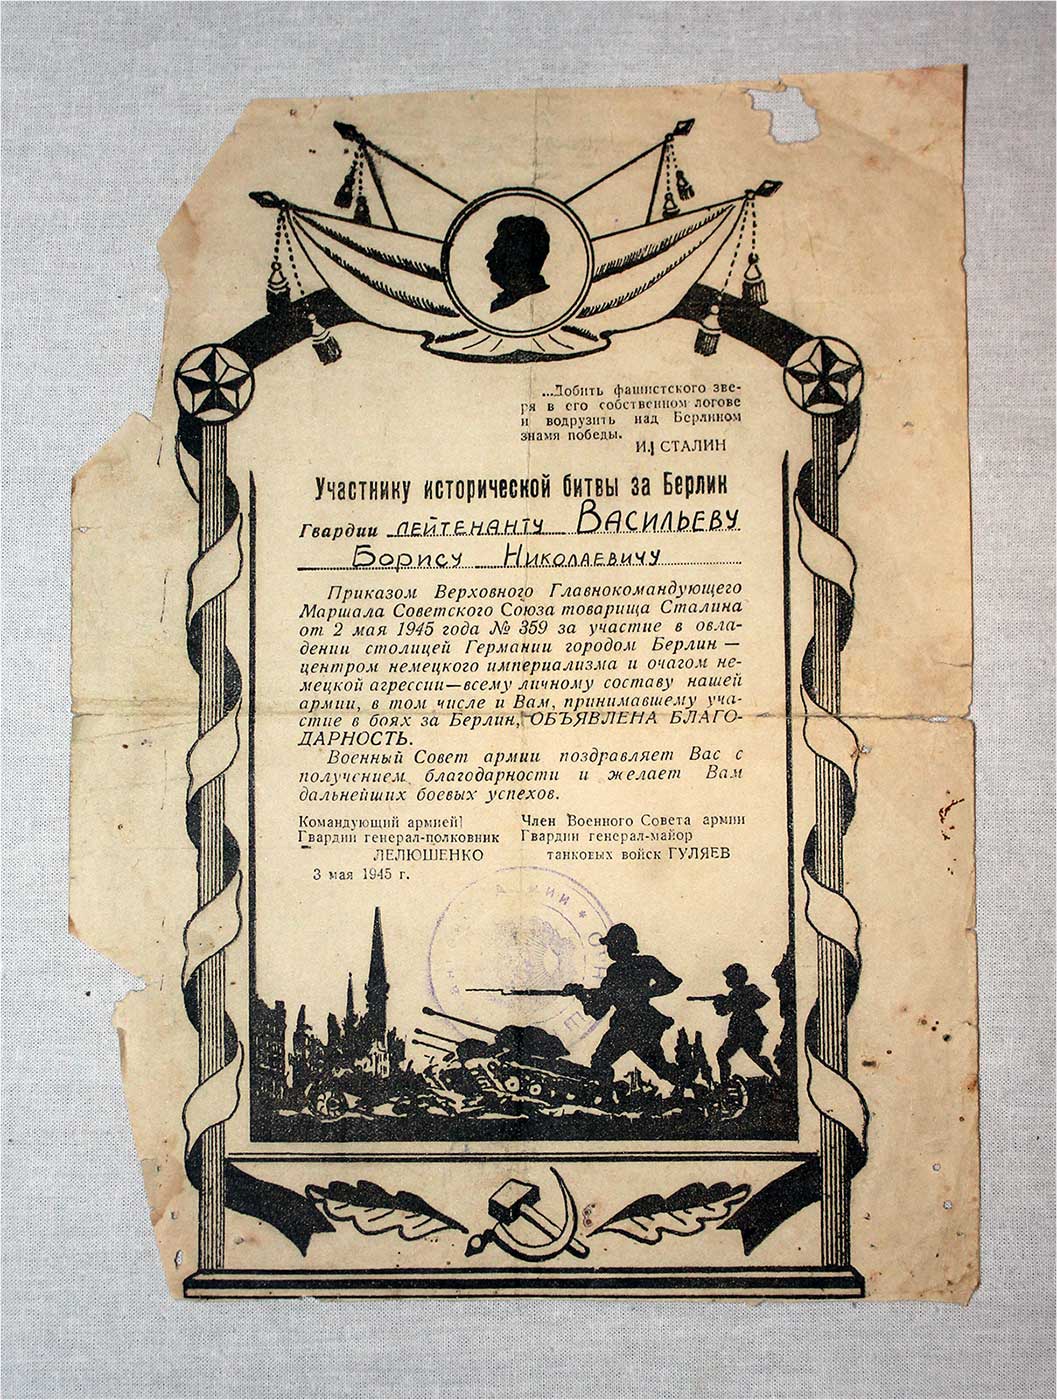 ...Добить фашистского зве-
ря в его собственном логове
и водрузить над Берлином
знамя победы.
И. СТАЛИН
Участнику исторической битвы за Берлин
Гвардии ЛЕЙТЕНАНТУ ВАСИЛЬЕВУ
БОРИСУ НИКОЛАЕВИЧУ
Приказом Верховного Главнокомандующего
Маршала Советского Союза товарища Сталина
от 2 мая 1945 года № 359 за участие в овла-
дении столицей Германии городом Берлин —
центром немецкого империализма и очагом не-
мецкой агрессии—всему личному составу нашей
армии, в том числе и Вам, принимавшему уча-
стие в боях за Берлин, ОБЪЯВЛЕНА БЛАГО-
ДАРНОСТЬ.
Военный Совет армии поздравляет Вас с
получением благодарности и желает Вам
дальнейших боевых успехов.
Командующий армией
Гвардии генерал-полковник
ЛЕЛЮШЕНКО
Член Военного Совета армии
Гвардии генерал-майор
танковых войск ГУЛЯЕВ
3 мая 1945 г.